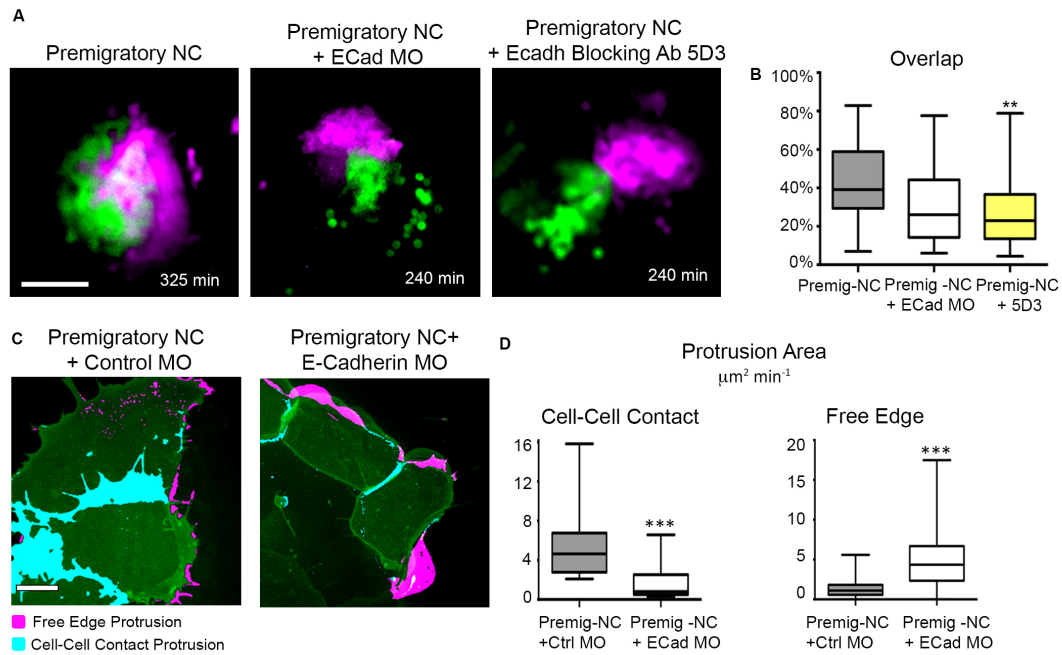 A
Premigratory NC
Premigratory NC
+ ECad MO
Premigratory NC
+ Ecadh Blocking Ab 5D3
325 min
240 min
240 min
B
Overlap
100%
80%
60%
40%
20%
0%
**
Premig-NC
Premig -NC
+ ECad MO
Premig-NC
+ 5D3
C
Premigratory NC
+ Control MO
Premigratory NC+
E-Cadherin MO
Free Edge Protrusion
Cell-Cell Contact Protrusion
D
Protrusion Area
μm² min⁻¹
Cell-Cell Contact
16
12
8
4
0
***
Premig-NC
+Ctrl MO
Premig -NC
+ ECad MO
Free Edge
20
15
10
5
0
***
Premig-NC
+Ctrl MO
Premig -NC
+ ECad MO